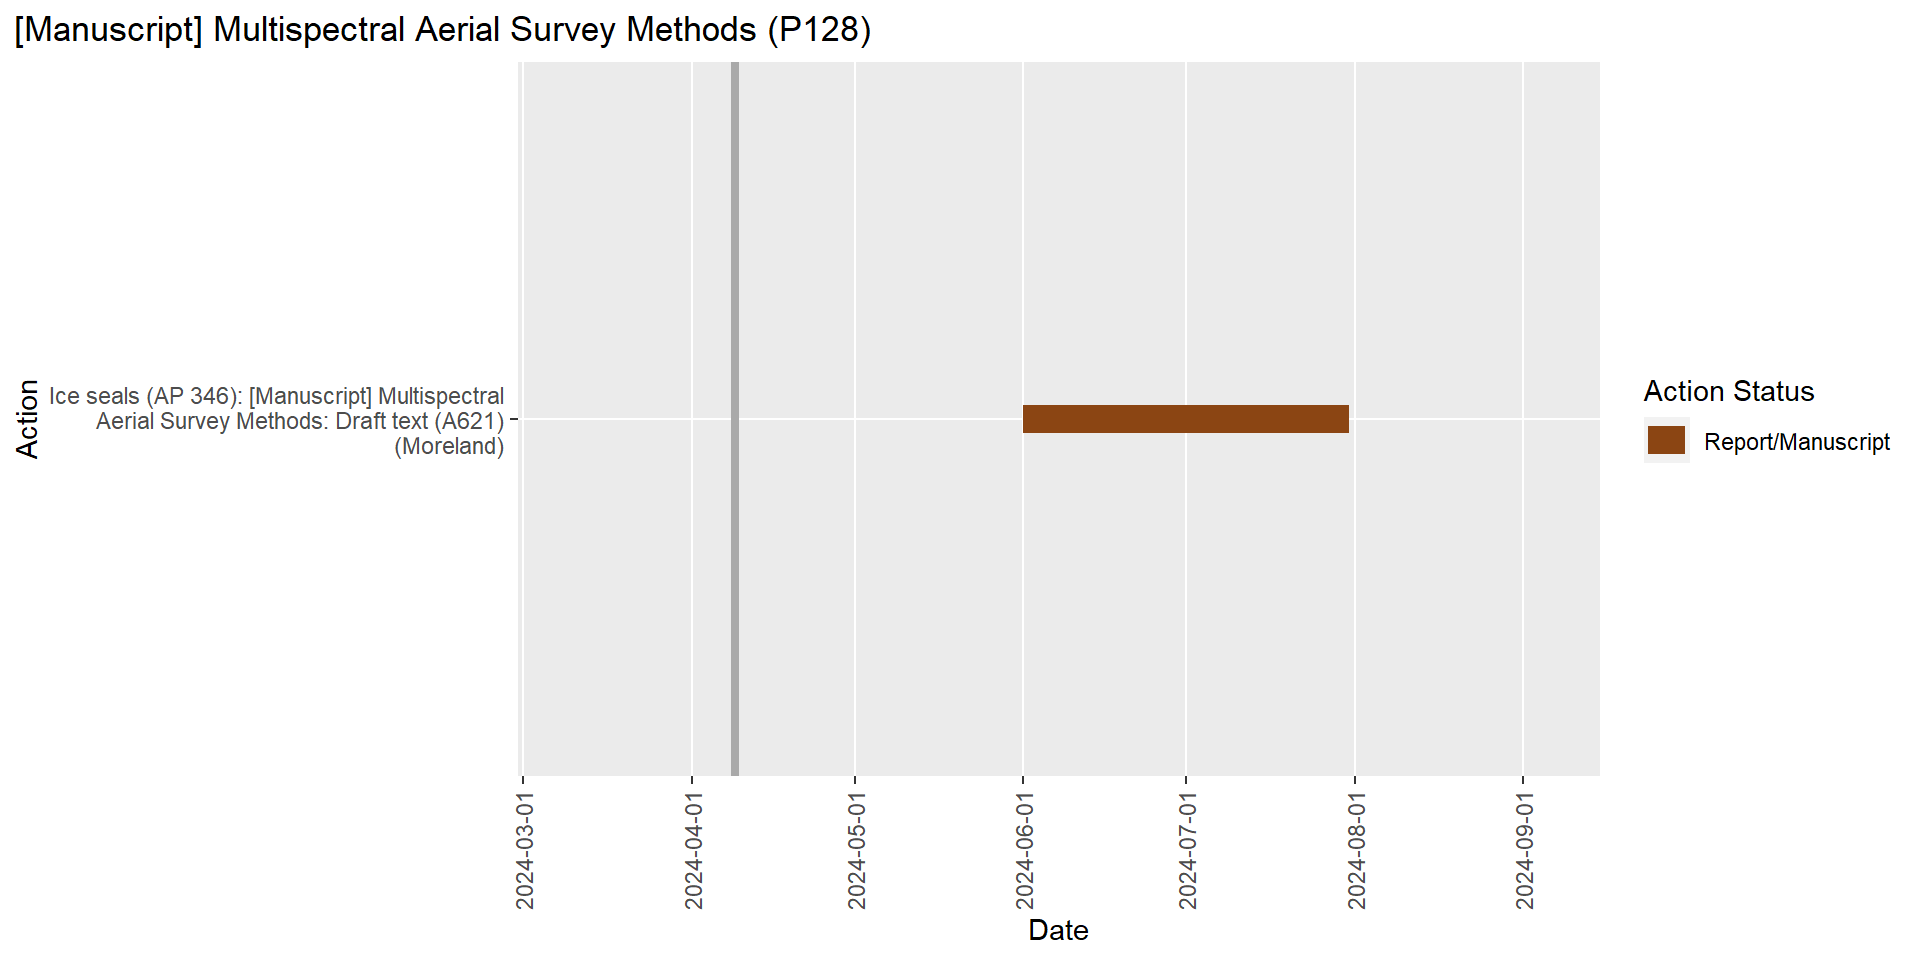 [Manuscript] Multispectral Aerial Survey Methods (P128)
Action
Ice seals (AP 346): [Manuscript] Multispectral
Aerial Survey Methods: Draft text (A621)
(Moreland)
Action Status
Report/Manuscript
2024-03-01
2024-04-01
2024-05-01
2024-06-01
2024-07-01
2024-08-01
2024-09-01
Date